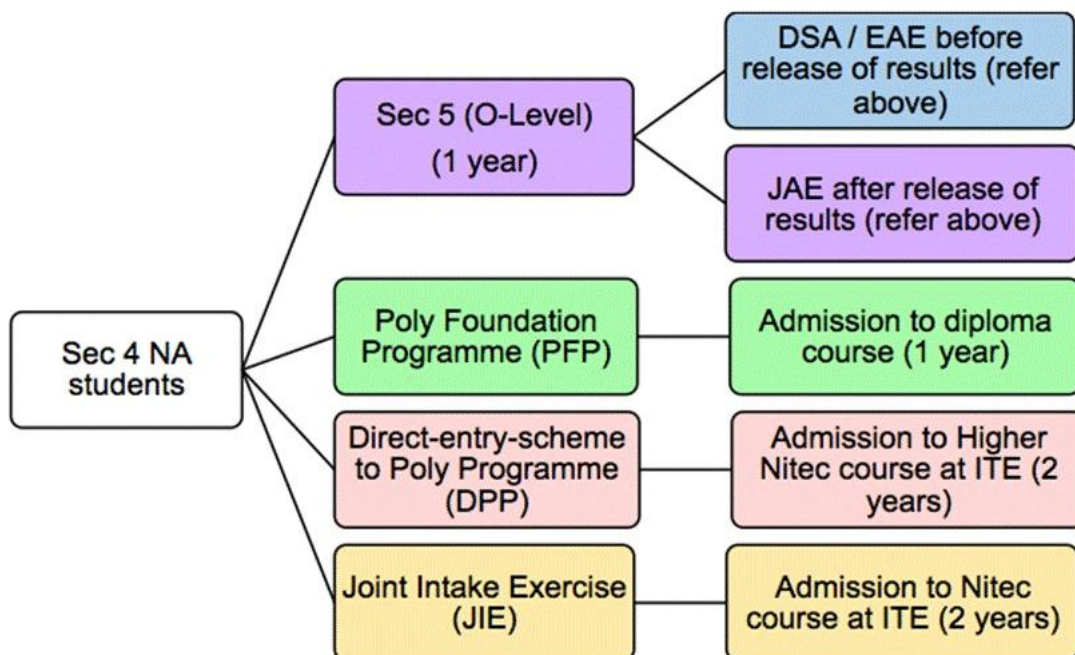 Sec 4 NA
students
Sec 5 (O-Level)
(1 year)
DSA / EAE before
release of results (refer
above)
JAE after release of
results (refer above)
Poly Foundation
Programme (PFP)
Admission to diploma
course (1 year)
Direct-entry-scheme
to Poly Programme
(DPP)
Admission to Higher
Nitec course at ITE (2
years)
Joint Intake Exercise
(JIE)
Admission to Nitec
course at ITE (2 years)